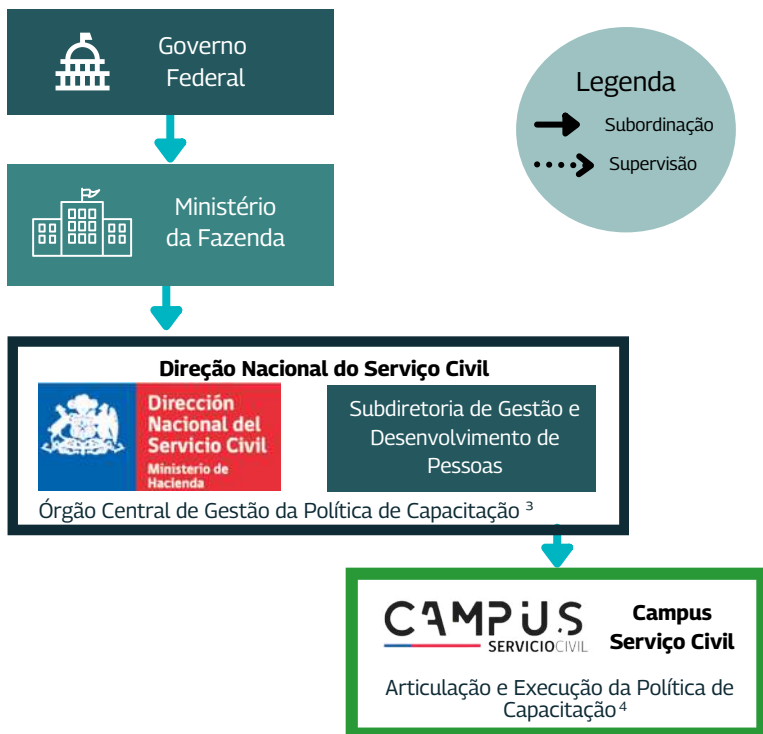 Governo
Federal
Legenda
Subordinação
Supervisão
Ministério
da Fazenda
Direção Nacional do Serviço Civil
Dirección
Nacional del
Servicio Civil
Ministerio de
Hacienda
Subdiretoria de Gestão e
Desenvolvimento de
Pessoas
Órgão Central de Gestão da Política de Capacitação ³
CAMPUS
SERVICIOCIVIL
Campus
Serviço Civil
Articulação e Execução da Política de
Capacitação ⁴